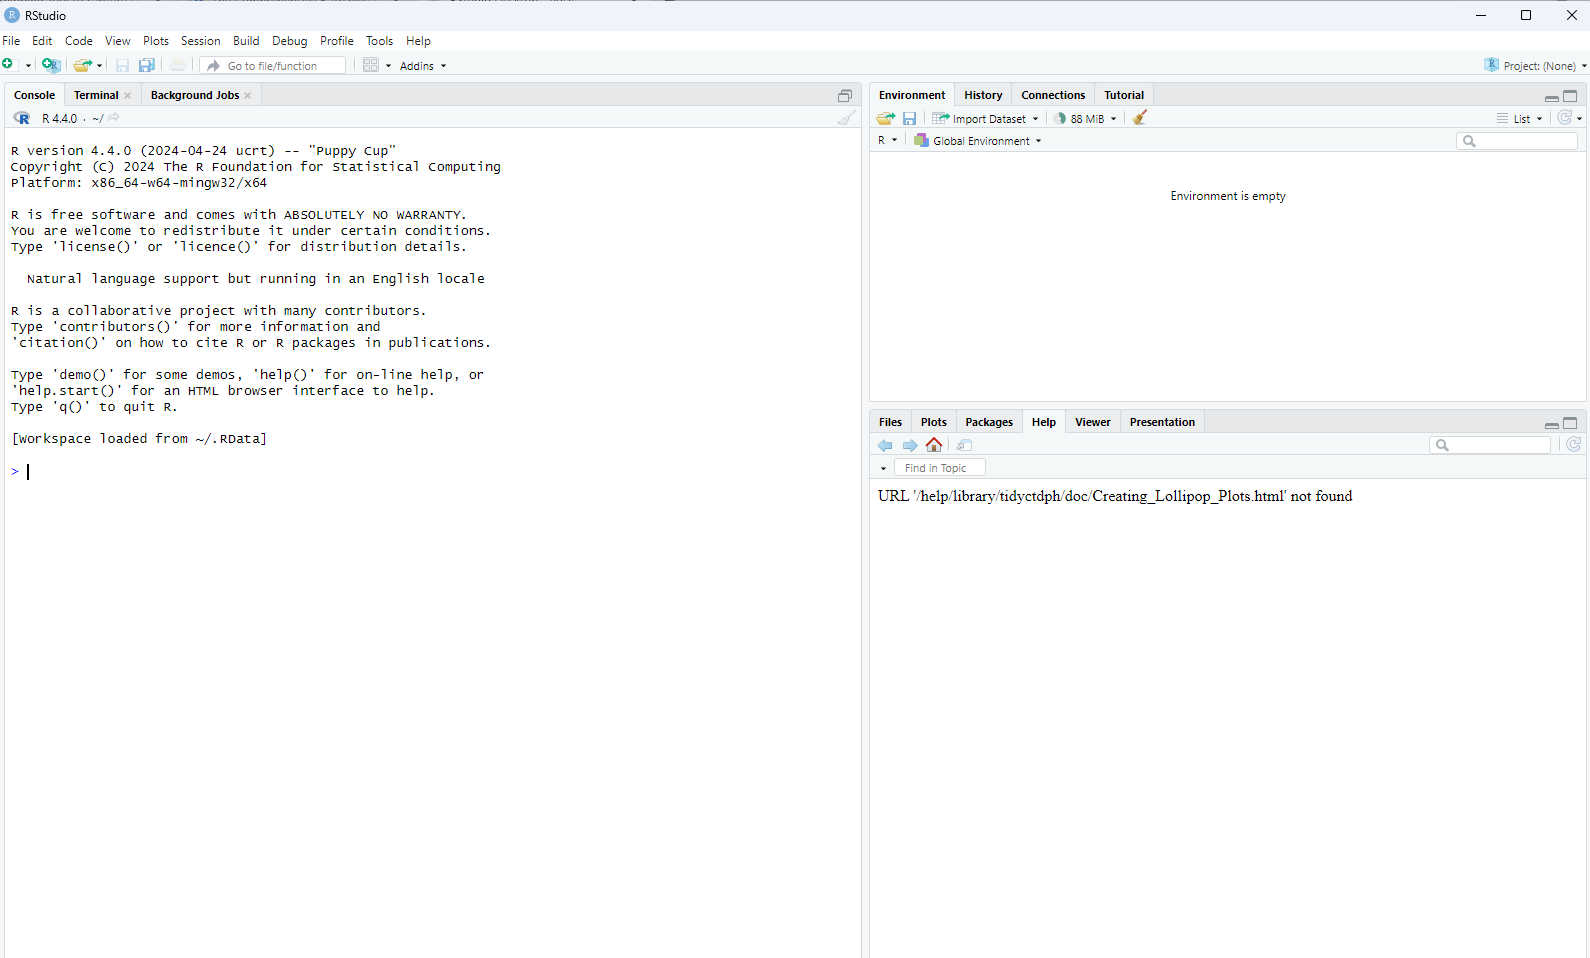 RStudio
File Edit Code View Plots Session Build Debug Profile Tools Help
Go to file/function Addins Project: (None)
Console Terminal Background Jobs
R 4.4.0 · ~/
R version 4.4.0 (2024-04-24 ucrt) -- "Puppy Cup"
Copyright (C) 2024 The R Foundation for Statistical Computing
Platform: x86_64-w64-mingw32/x64
R is free software and comes with ABSOLUTELY NO WARRANTY.
You are welcome to redistribute it under certain conditions.
Type 'license()' or 'licence()' for distribution details.
Natural language support but running in an English locale
R is a collaborative project with many contributors.
Type 'contributors()' for more information and
'citation()' on how to cite R or R packages in publications.
Type 'demo()' for some demos, 'help()' for on-line help, or
'help.start()' for an HTML browser interface to help.
Type 'q()' to quit R.
[Workspace loaded from ~/.RData]
>
Environment History Connections Tutorial
Import Dataset 88 MiB List
R Global Environment
Environment is empty
Files Plots Packages Help Viewer Presentation
Find in Topic
URL '/help/library/tidyctdph/doc/Creating_Lollipop_Plots.html' not found